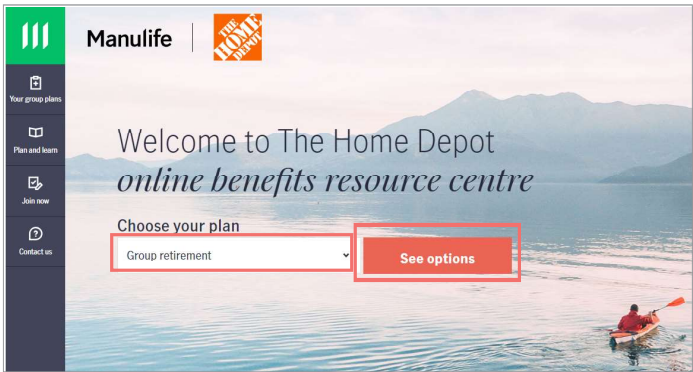 Manulife
THE
HOME
DEPOT
Your group plans
Plan and learn
Join now
Contact us
Welcome to The Home Depot
online benefits resource centre
Choose your plan
Group retirement
See options